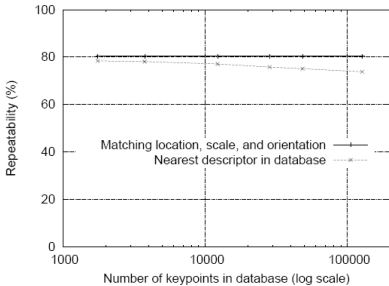 100
80
60
40
20
0
Repeatability (%)
Matching location, scale, and orientation
Nearest descriptor in database
1000 10000 100000
Number of keypoints in database (log scale)